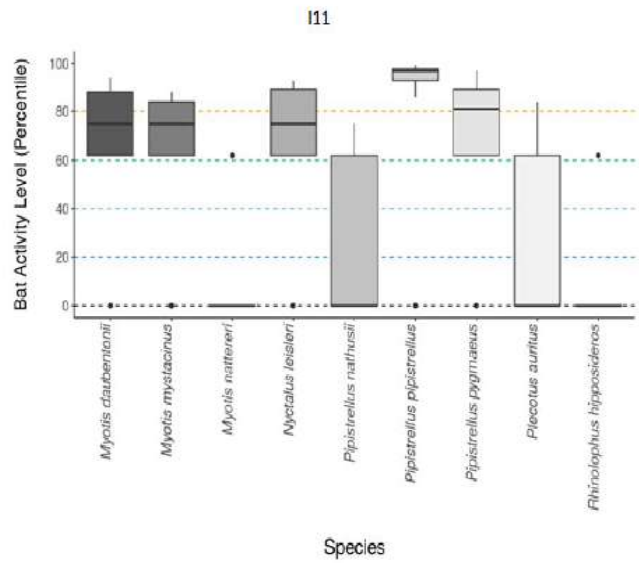 I11
Bat Activity Level (Percentile)
100
80
60
40
20
0
Myotis daubentonii
Myotis mystacinus
Myotis nattereri
Nyctalus leisleri
Pipistrellus nathusii
Pipistrellus pipistrellus
Pipistrellus pygmaeus
Plecotus auritus
Rhinolophus hipposideros
Species